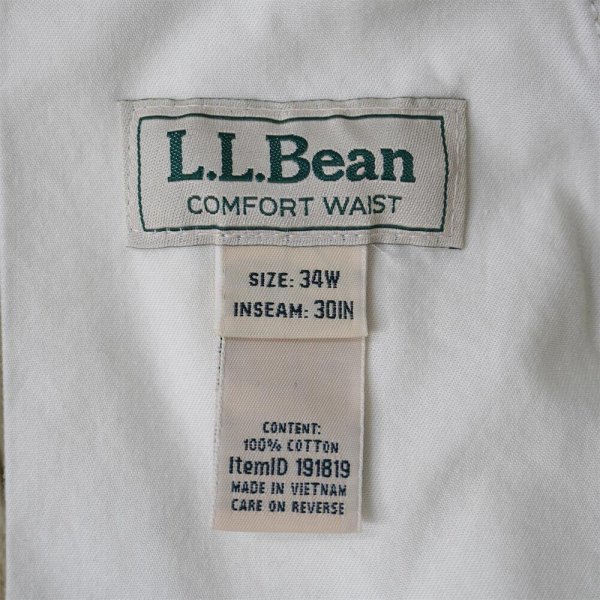 L.L.Bean
COMFORT WAIST
SIZE: 34W
INSEAM: 30IN
CONTENT:
100% COTTON
ItemID 191819
MADE IN VIETNAM
CARE ON REVERSE